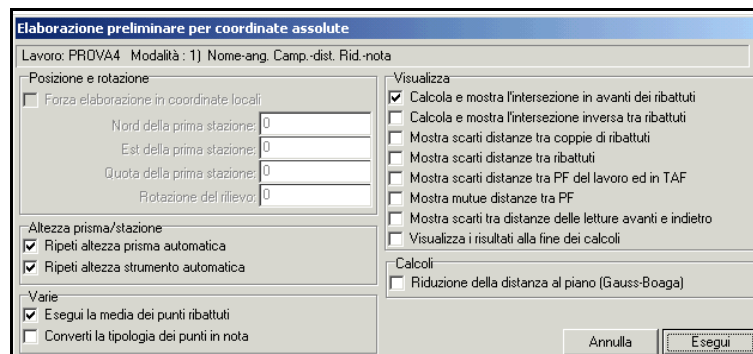 Elaborazione preliminare per coordinate assolute
Lavoro: PROVA4 Modalità : 1) Nome-ang. Camp.-dist. Rid.-nota
Posizione e rotazione
Forza elaborazione in coordinate locali
Nord della prima stazione: 0
Est della prima stazione: 0
Quota della prima stazione: 0
Rotazione del rilievo: 0
Altezza prisma/stazione
Ripeti altezza prisma automatica
Ripeti altezza strumento automatica
Varie
Esegui la media dei punti ribattuti
Converti la tipologia dei punti in nota
Visualizza
Calcola e mostra l'intersezione in avanti dei ribattuti
Calcola e mostra l'intersezione inversa tra ribattuti
Mostra scarti distanze tra coppie di ribattuti
Mostra scarti distanze tra ribattuti
Mostra scarti distanze tra PF del lavoro ed in TAF
Mostra mutue distanze tra PF
Mostra scarti tra distanze delle letture avanti e indietro
Visualizza i risultati alla fine dei calcoli
Calcoli
Riduzione della distanza al piano (Gauss-Boaga)
Annulla Esegui